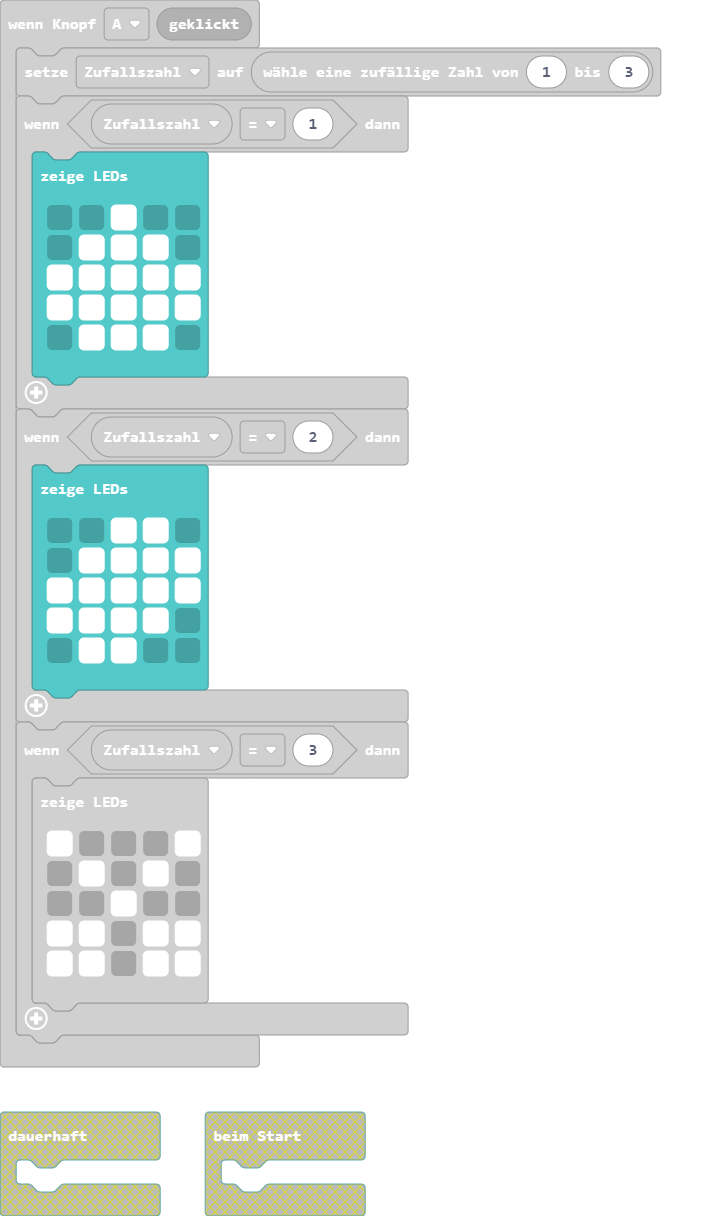 wenn Knopf A geklickt
setze Zufallszahl auf wähle eine zufällige Zahl von 1 bis 3
wenn Zufallszahl = 1 dann
zeige LEDs
wenn Zufallszahl = 2 dann
zeige LEDs
wenn Zufallszahl = 3 dann
zeige LEDs
dauerhaft
beim Start